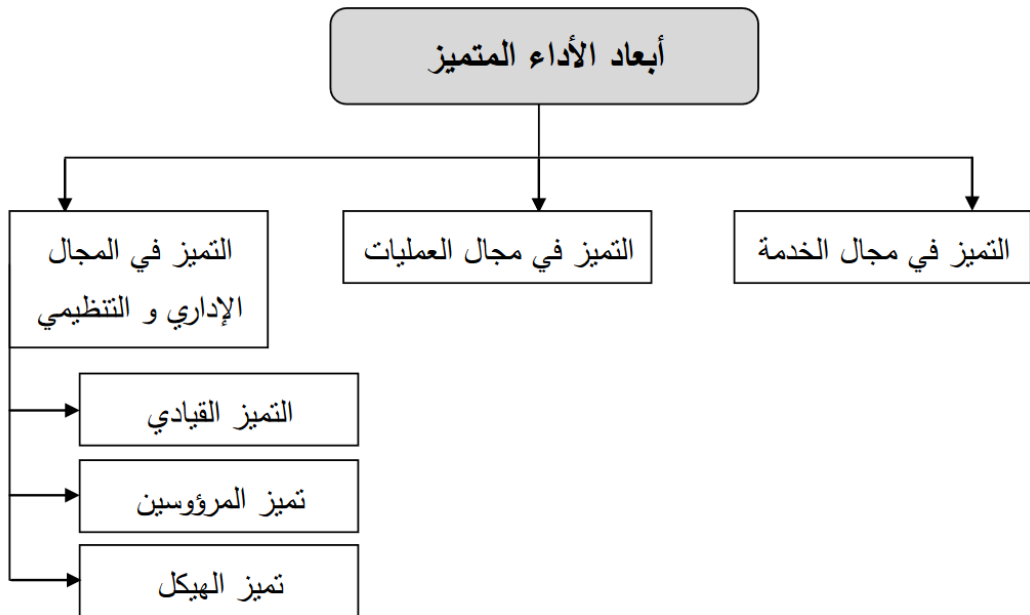 أبعاد الأداء المتميز
التميز في مجال الخدمة
التميز في مجال العمليات
التميز في المجال
الإداري و التنظيمي
التميز القيادي
تميز المرؤوسين
تميز الهيكل